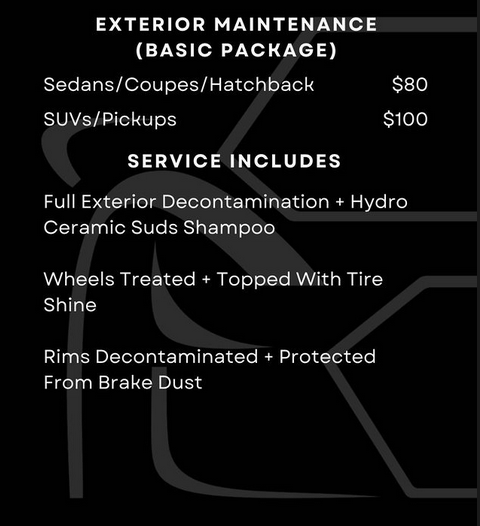 EXTERIOR MAINTENANCE
(BASIC PACKAGE)
Sedans/Coupes/Hatchback $80
SUVs/Pickups $100
SERVICE INCLUDES
Full Exterior Decontamination + Hydro
Ceramic Suds Shampoo
Wheels Treated + Topped With Tire
Shine
Rims Decontaminated + Protected
From Brake Dust